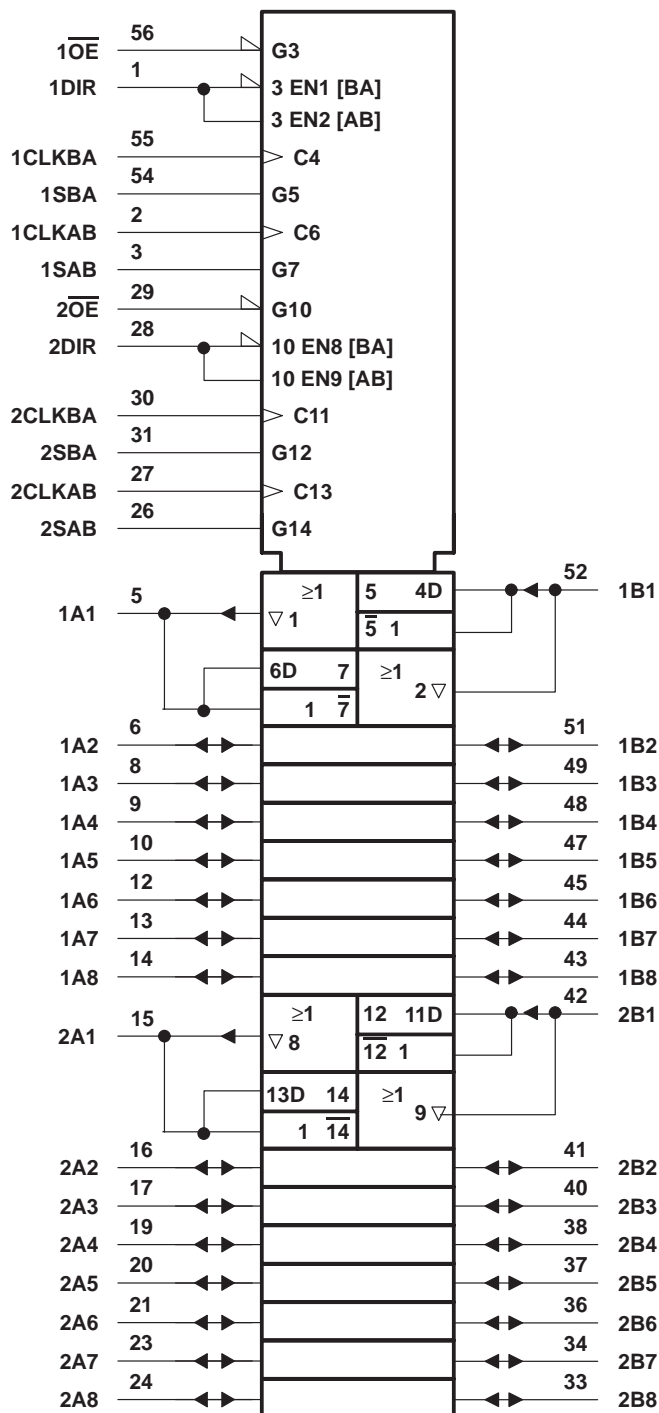 56
1O̅E̅ G3
1
1DIR 3 EN1 [BA]
3 EN2 [AB]
55
1CLKBA C4
54
1SBA G5
2
1CLKAB C6
3
1SAB G7
29
2O̅E̅ G10
28
2DIR 10 EN8 [BA]
10 EN9 [AB]
30
2CLKBA C11
31
2SBA G12
27
2CLKAB C13
26
2SAB G14
5 ≥1 5 4D 52
1A1 ▽ 1 5̅ 1 1B1
6D 7 ≥1
1 7̅ 2 ▽
6 51
1A2 1B2
8 49
1A3 1B3
9 48
1A4 1B4
10 47
1A5 1B5
12 45
1A6 1B6
13 44
1A7 1B7
14 43
1A8 1B8
15 ≥1 12 11D 42
2A1 ▽ 8 1̅2̅ 1 2B1
13D 14 ≥1
1 1̅4̅ 9 ▽
16 41
2A2 2B2
17 40
2A3 2B3
19 38
2A4 2B4
20 37
2A5 2B5
21 36
2A6 2B6
23 34
2A7 2B7
24 33
2A8 2B8